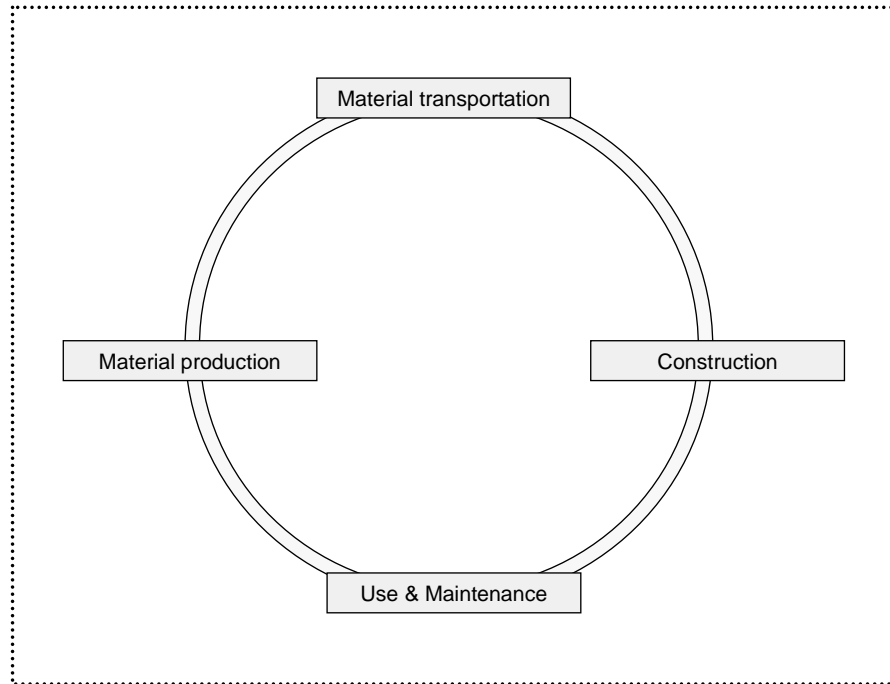 Material transportation
Material production
Construction
Use & Maintenance